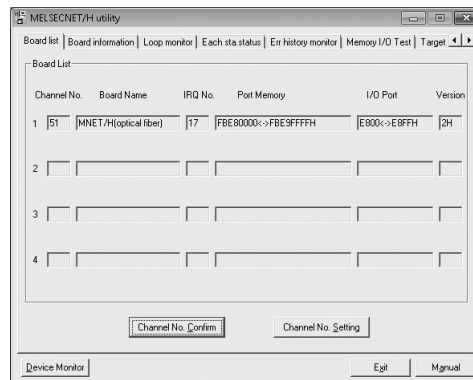 MELSECNET/H utility
Board list Board information Loop monitor Each sta.status Err history monitor Memory I/O Test Target
Board List
Channel No. Board Name IRQ No. Port Memory I/O Port Version
1 51 MNET/H(optical fiber) 17 FBE80000<->FBE9FFFFH E800<->E8FFH 2H
2
3
4
Channel No. Confirm Channel No. Setting
Device Monitor Exit Manual